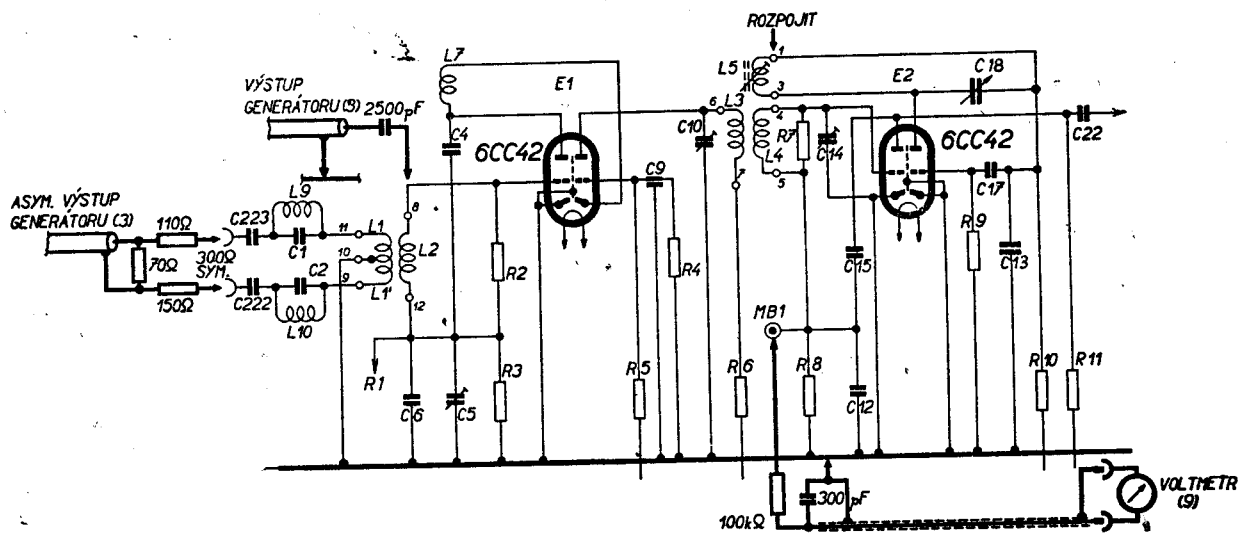 ROZPOJIT
VÝSTUP
GENERÁTORU (3)
2500pF
L7
E1
L5
1
3
E2
C18
C4
6CC42
C10
6
L3
4
R7
C14
L4
5
7
6CC42
C22
C17
ASYM. VÝSTUP
GENERÁTORU (3)
L9
C223
110Ω
C1
70Ω
300Ω
SYM.
C2
150Ω
C222
L10
11
L1
10
9
L1'
8
L2
12
R2
C9
R4
C15
R9
C13
MB1
R1
C6
C5
R3
R5
R6
R8
C12
R10
R11
100kΩ
300pF
VOLTMETR
(9)